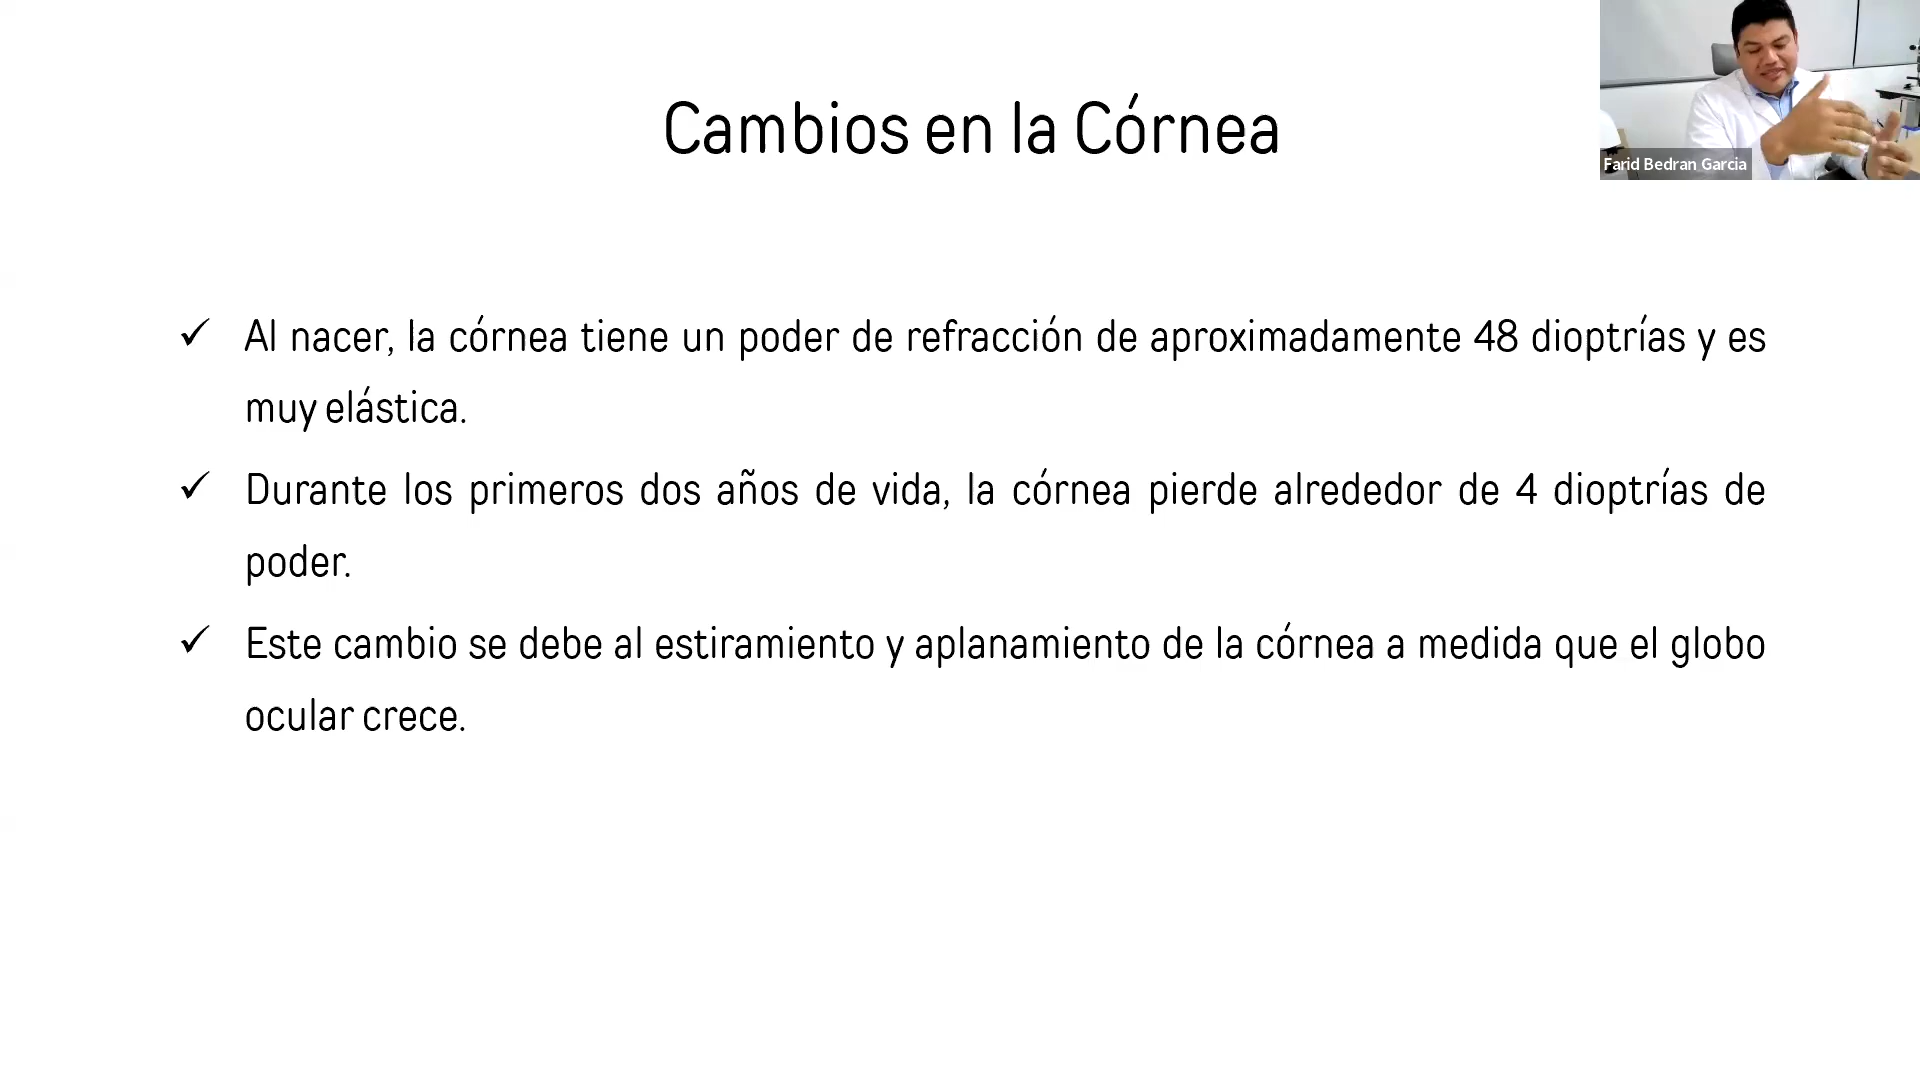 Cambios en la Córnea
Farid Bedran Garcia
✓ Al nacer, la córnea tiene un poder de refracción de aproximadamente 48 dioptrías y es
muy elástica.
✓ Durante los primeros dos años de vida, la córnea pierde alrededor de 4 dioptrías de
poder.
✓ Este cambio se debe al estiramiento y aplanamiento de la córnea a medida que el globo
ocular crece.